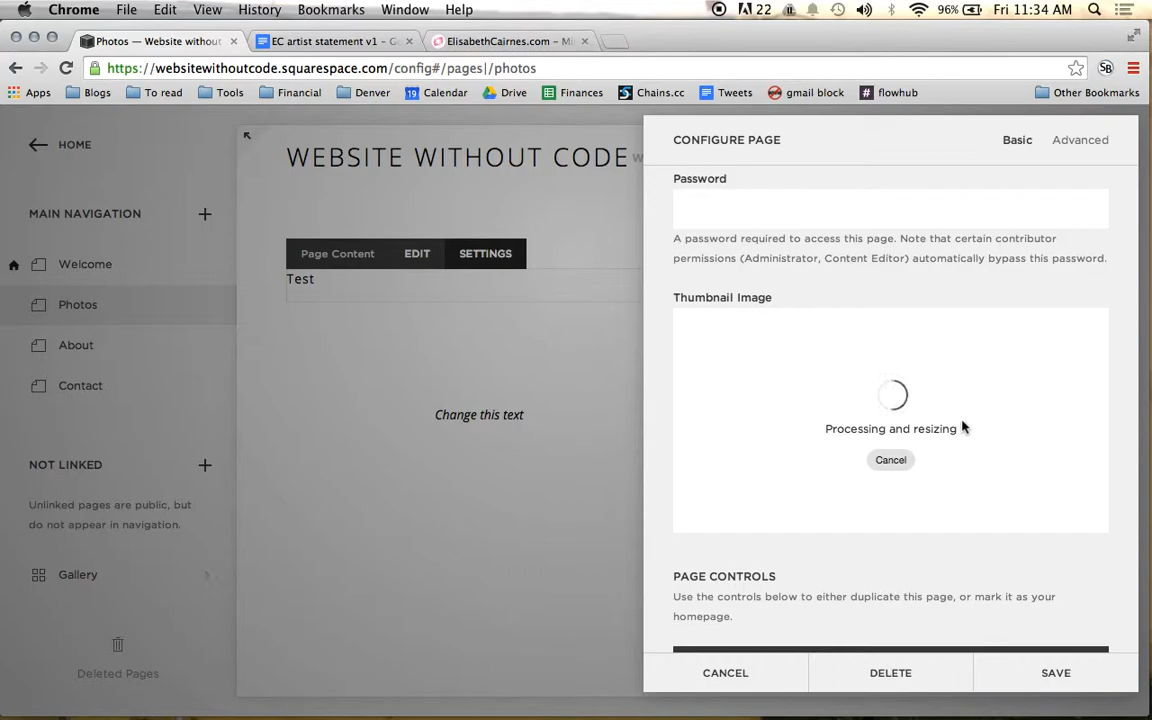 Chrome File Edit View History Bookmarks Window Help 22 96% Fri 11:34 AM
Photos — Website without EC artist statement v1 - Go ElisabethCairnes.com – Mi
https://websitewithoutcode.squarespace.com/config#/pages|/photos
Apps Blogs To read Tools Financial Denver 19 Calendar Drive Finances Chains.cc Tweets gmail block flowhub Other Bookmarks
HOME
MAIN NAVIGATION +
Welcome
Photos
About
Contact
NOT LINKED +
Unlinked pages are public, but
do not appear in navigation.
Gallery
Deleted Pages
WEBSITE WITHOUT CODE
Page Content EDIT SETTINGS
Test
Change this text
CONFIGURE PAGE Basic Advanced
Password
A password required to access this page. Note that certain contributor
permissions (Administrator, Content Editor) automatically bypass this password.
Thumbnail Image
Processing and resizing
Cancel
PAGE CONTROLS
Use the controls below to either duplicate this page, or mark it as your
homepage.
CANCEL DELETE SAVE